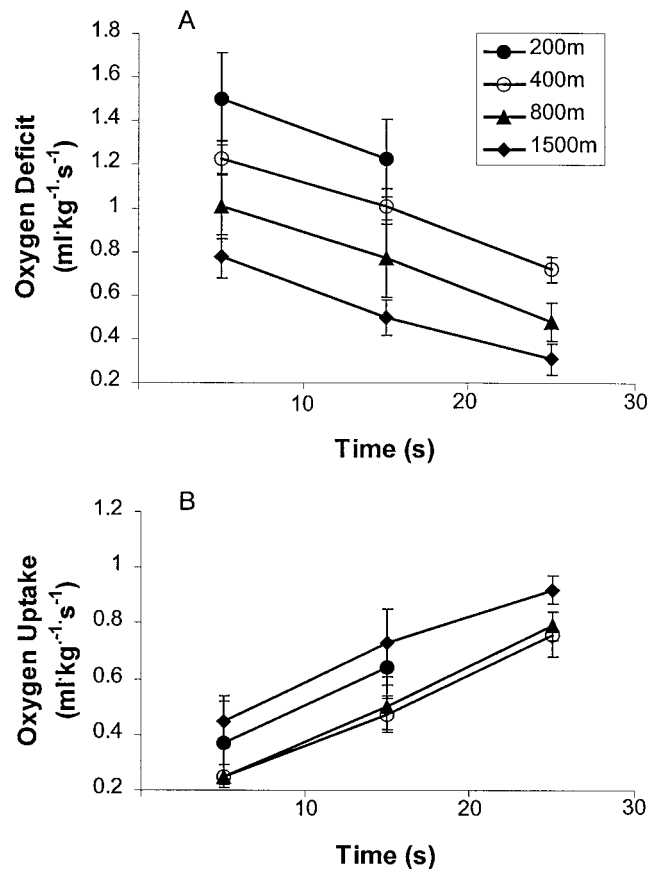 A
200m
400m
800m
1500m
1.8
1.6
1.4
1.2
1
0.8
0.6
0.4
0.2
Oxygen Deficit
(ml·kg⁻¹·s⁻¹)
10
20
30
Time (s)
B
1.2
1
0.8
0.6
0.4
0.2
Oxygen Uptake
(ml·kg·⁻¹·s⁻¹)
10
20
30
Time (s)